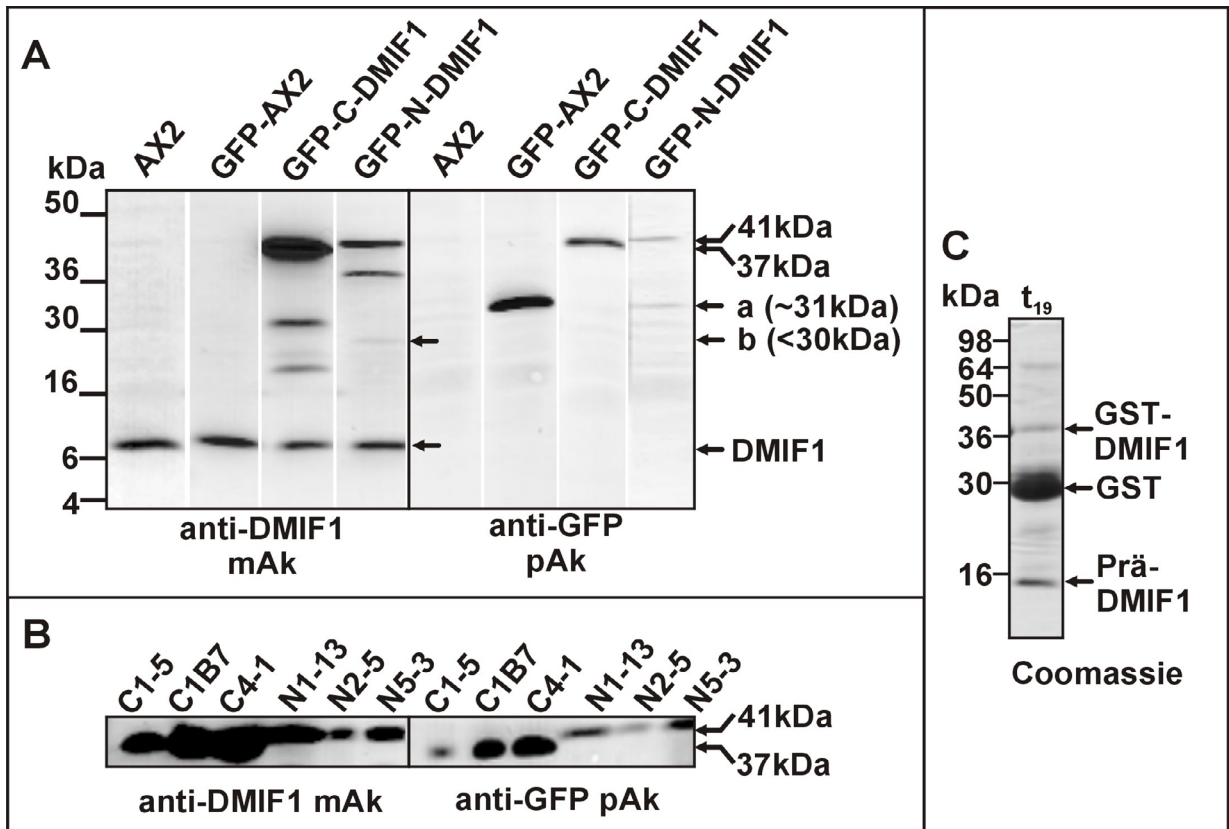 A
AX2
GFP-AX2
GFP-C-DMIF1
GFP-N-DMIF1
AX2
GFP-AX2
GFP-C-DMIF1
GFP-N-DMIF1
kDa
50
36
30
16
6
4
41kDa
37kDa
a (~31kDa)
b (<30kDa)
DMIF1
anti-DMIF1
mAk
anti-GFP
pAk
B
C1-5
C1B7
C4-1
N1-13
N2-5
N5-3
C1-5
C1B7
C4-1
N1-13
N2-5
N5-3
41kDa
37kDa
anti-DMIF1 mAk
anti-GFP pAk
C
kDa
t19
98
64
50
36
30
16
GST-
DMIF1
GST
Prä-
DMIF1
Coomassie